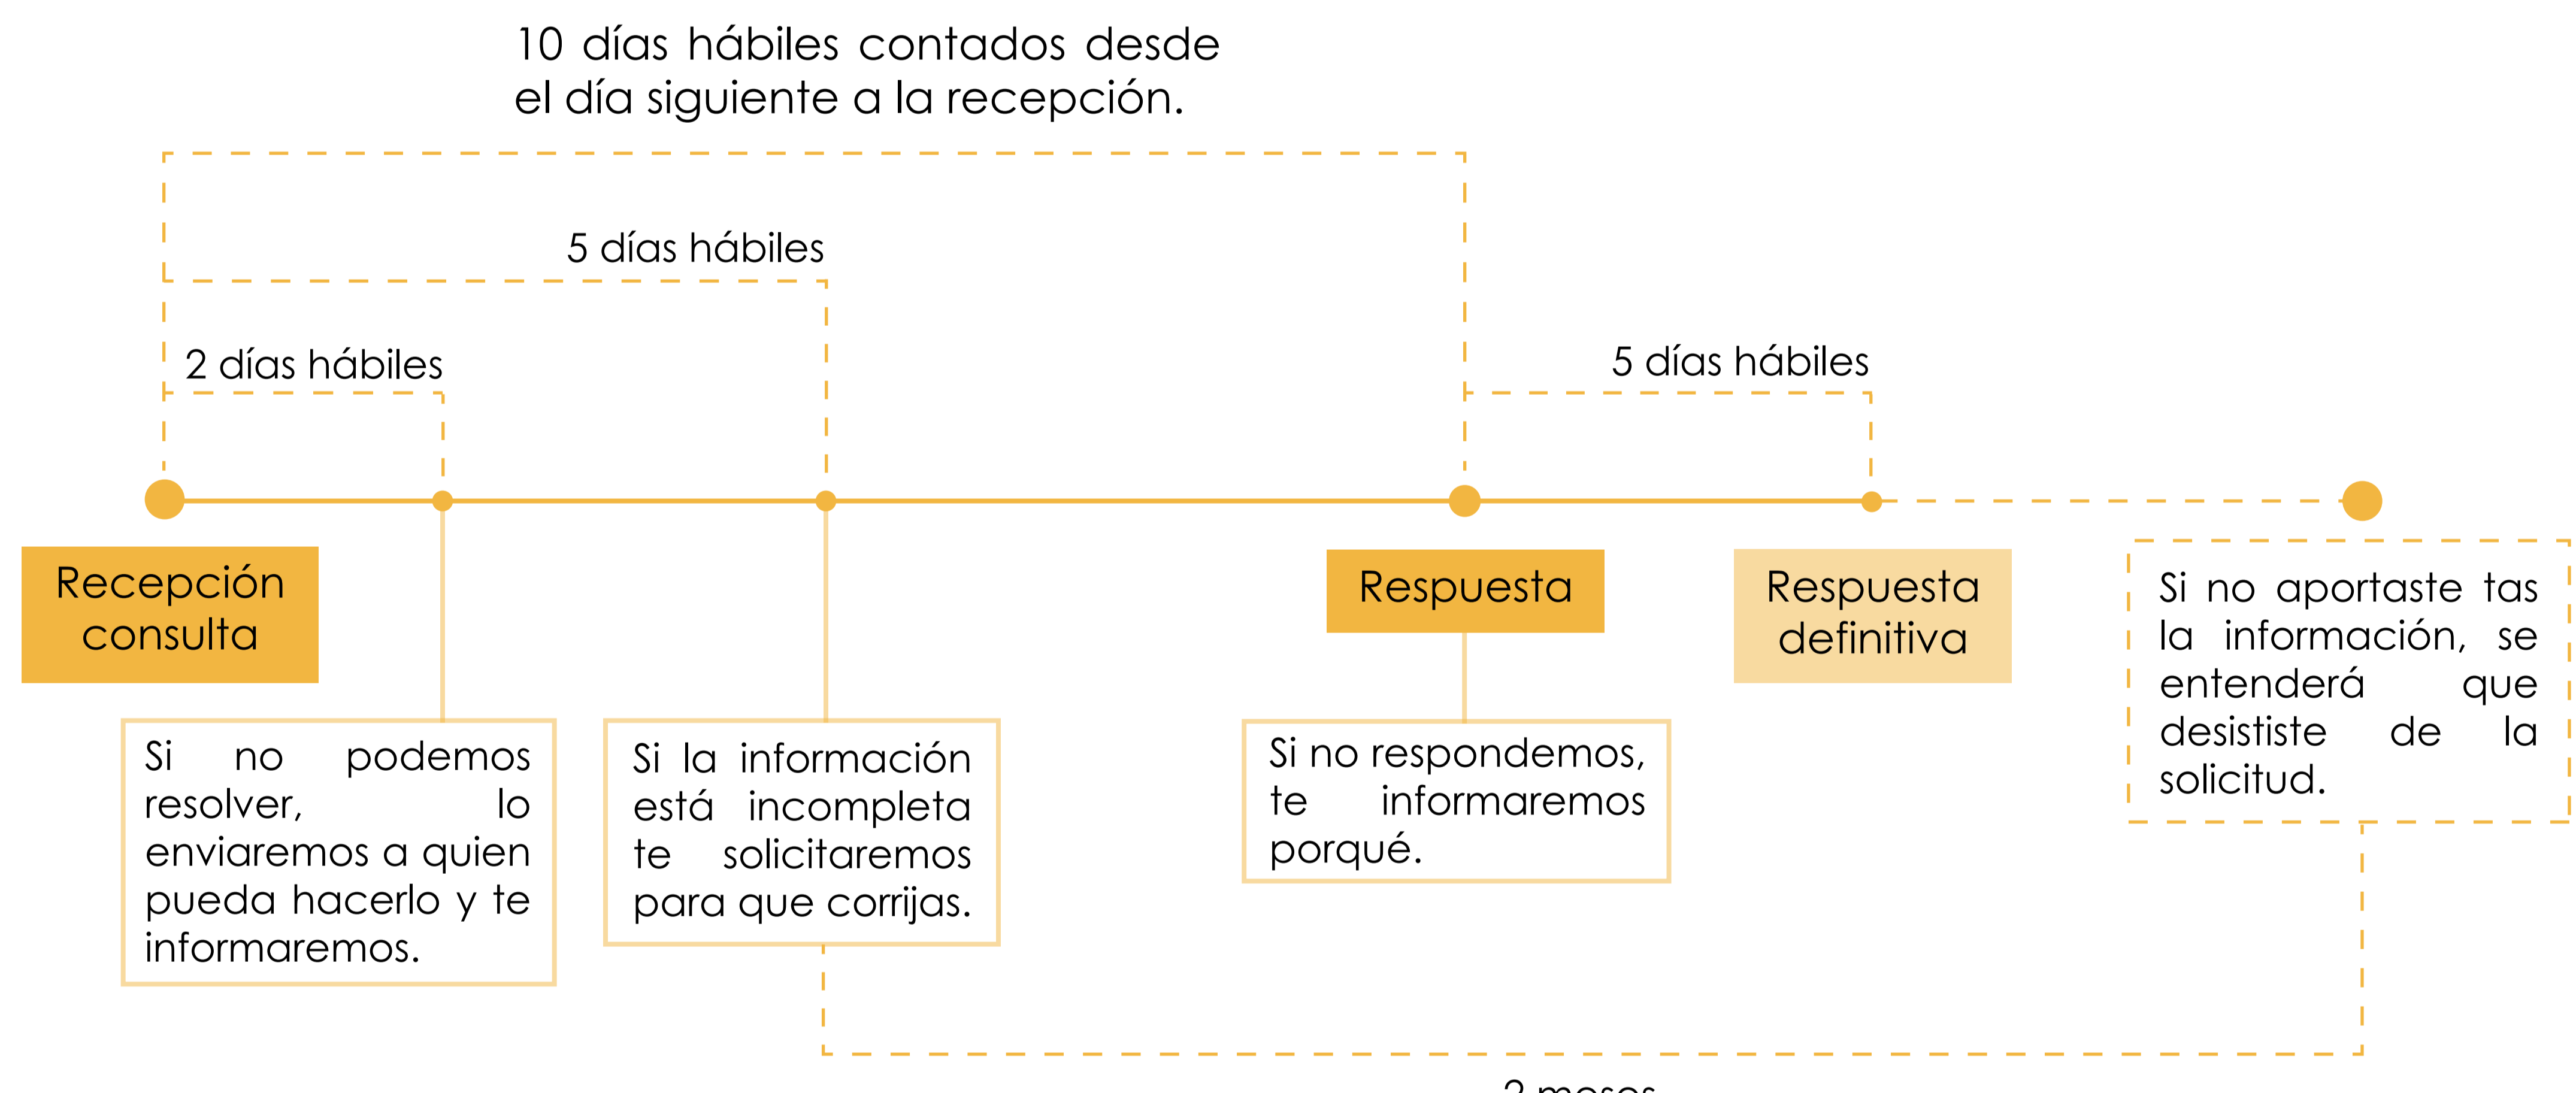 10 días hábiles contados desde
el día siguiente a la recepción.
5 días hábiles
2 días hábiles
5 días hábiles
Recepción
consulta
Respuesta
Respuesta
definitiva
Si no aportaste tas
la información, se
entenderá que
desististe de la
solicitud.
Si no podemos
resolver, lo
enviaremos a quien
pueda hacerlo y te
informaremos.
Si la información
está incompleta
te solicitaremos
para que corrijas.
Si no respondemos,
te informaremos
porqué.
2 meses